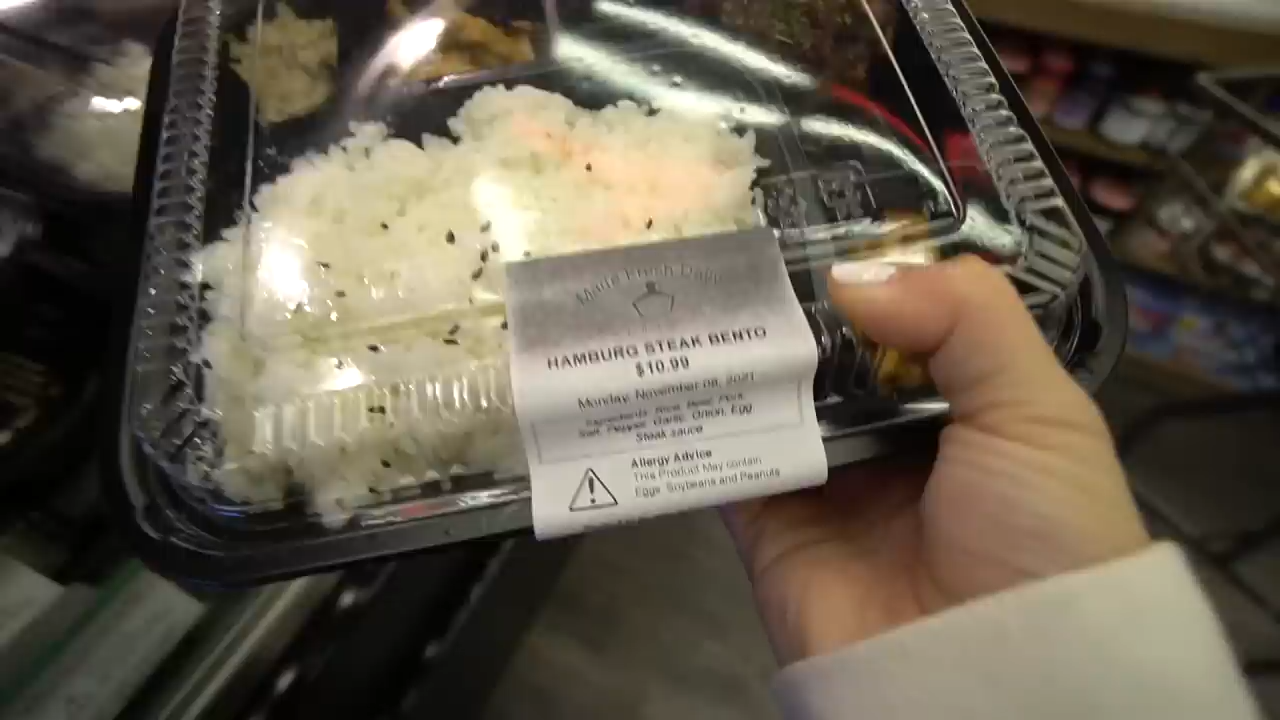 Made Fresh Daily
HAMBURG STEAK BENTO
$10.99
Monday, November 08, 2021
Ingredients: Rice, Beef, Pork,
Salt, Pepper, Garlic, Onion, Egg
Steak sauce
Allergy Advice
This Product May contain
Eggs, Soybeans and Peanuts